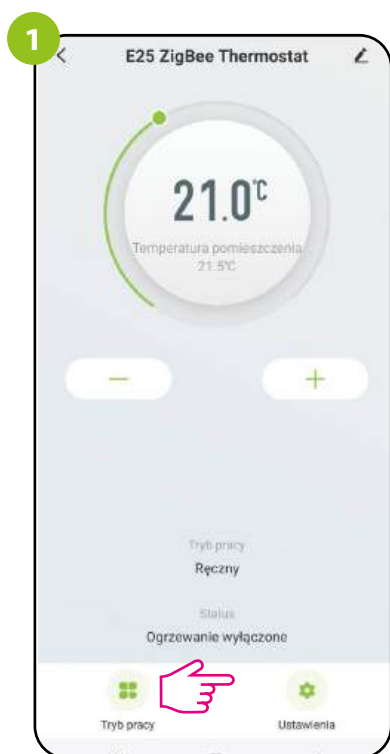 1
E25 ZigBee Thermostat
21.0°C
Temperatura pomieszczenia
21.5°C
Tryb pracy
Ręczny
Status
Ogrzewanie wyłączone
Tryb pracy
Ustawienia